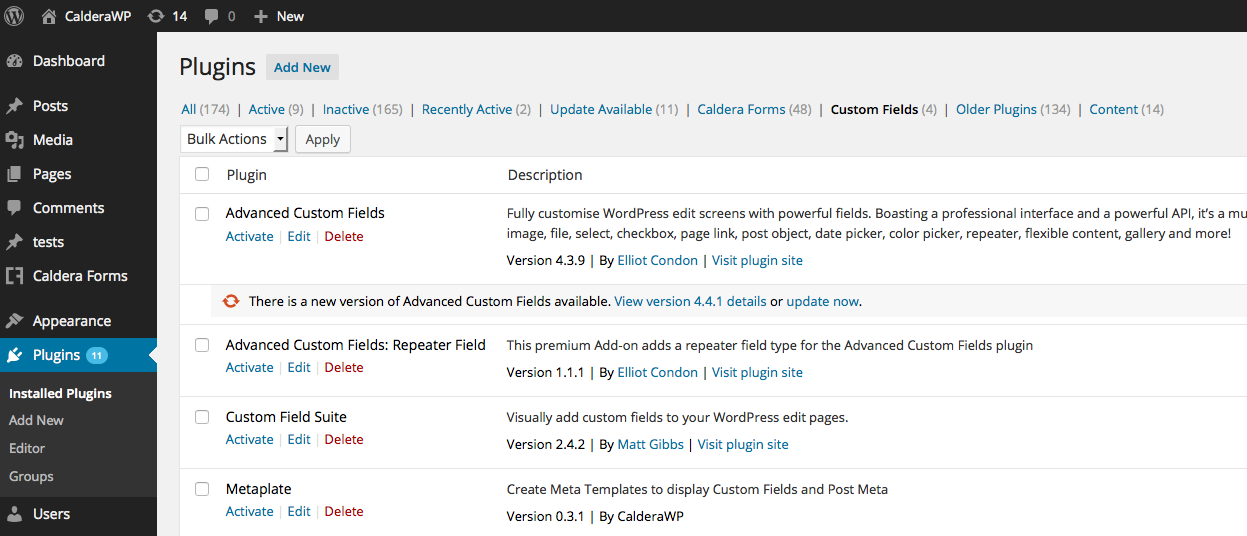 CalderaWP 14 0 New
Dashboard
Posts
Media
Pages
Comments
tests
Caldera Forms
Appearance
Plugins 11
Installed Plugins
Add New
Editor
Groups
Users
Plugins Add New
All (174) | Active (9) | Inactive (165) | Recently Active (2) | Update Available (11) | Caldera Forms (48) | Custom Fields (4) | Older Plugins (134) | Content (14)
Bulk Actions Apply
Plugin Description
Advanced Custom Fields
Activate | Edit | Delete
Fully customise WordPress edit screens with powerful fields. Boasting a professional interface and a powerful API, it's a mu
image, file, select, checkbox, page link, post object, date picker, color picker, repeater, flexible content, gallery and more!
Version 4.3.9 | By Elliot Condon | Visit plugin site
There is a new version of Advanced Custom Fields available. View version 4.4.1 details or update now.
Advanced Custom Fields: Repeater Field
Activate | Edit | Delete
This premium Add-on adds a repeater field type for the Advanced Custom Fields plugin
Version 1.1.1 | By Elliot Condon | Visit plugin site
Custom Field Suite
Activate | Edit | Delete
Visually add custom fields to your WordPress edit pages.
Version 2.4.2 | By Matt Gibbs | Visit plugin site
Metaplate
Activate | Edit | Delete
Create Meta Templates to display Custom Fields and Post Meta
Version 0.3.1 | By CalderaWP